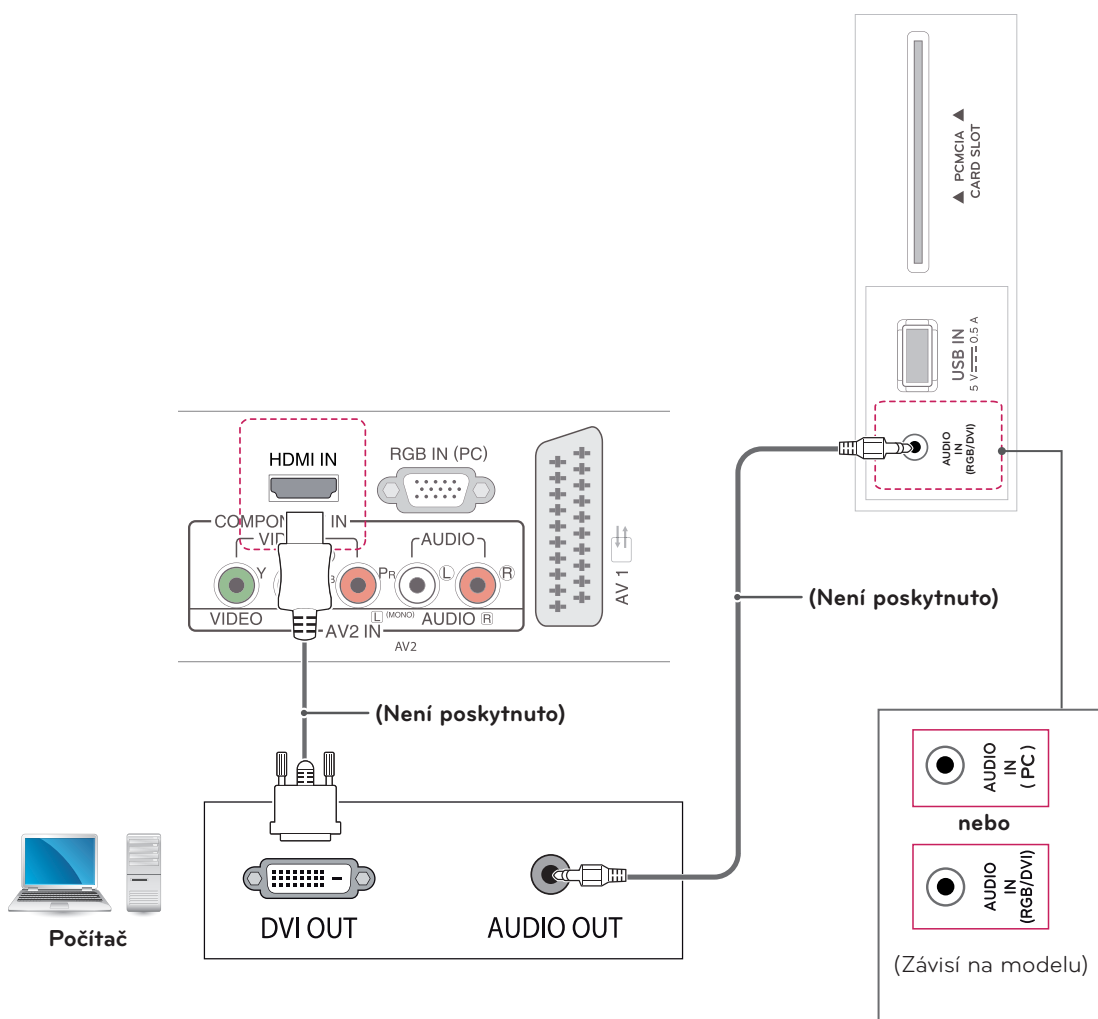 ▲ PCMCIA ▲
CARD SLOT
USB IN
5 V 0.5 A
AUDIO
IN
(RGB/DVI)
HDMI IN
RGB IN (PC)
COMPON IN
VID
AUDIO
Y
B
PR
L
R
VIDEO
L (MONO) AUDIO R
AV2 IN
AV2
AV 1
(Není poskytnuto)
(Není poskytnuto)
AUDIO
IN
(PC)
nebo
AUDIO
IN
(RGB/DVI)
(Závisí na modelu)
Počítač
DVI OUT
AUDIO OUT